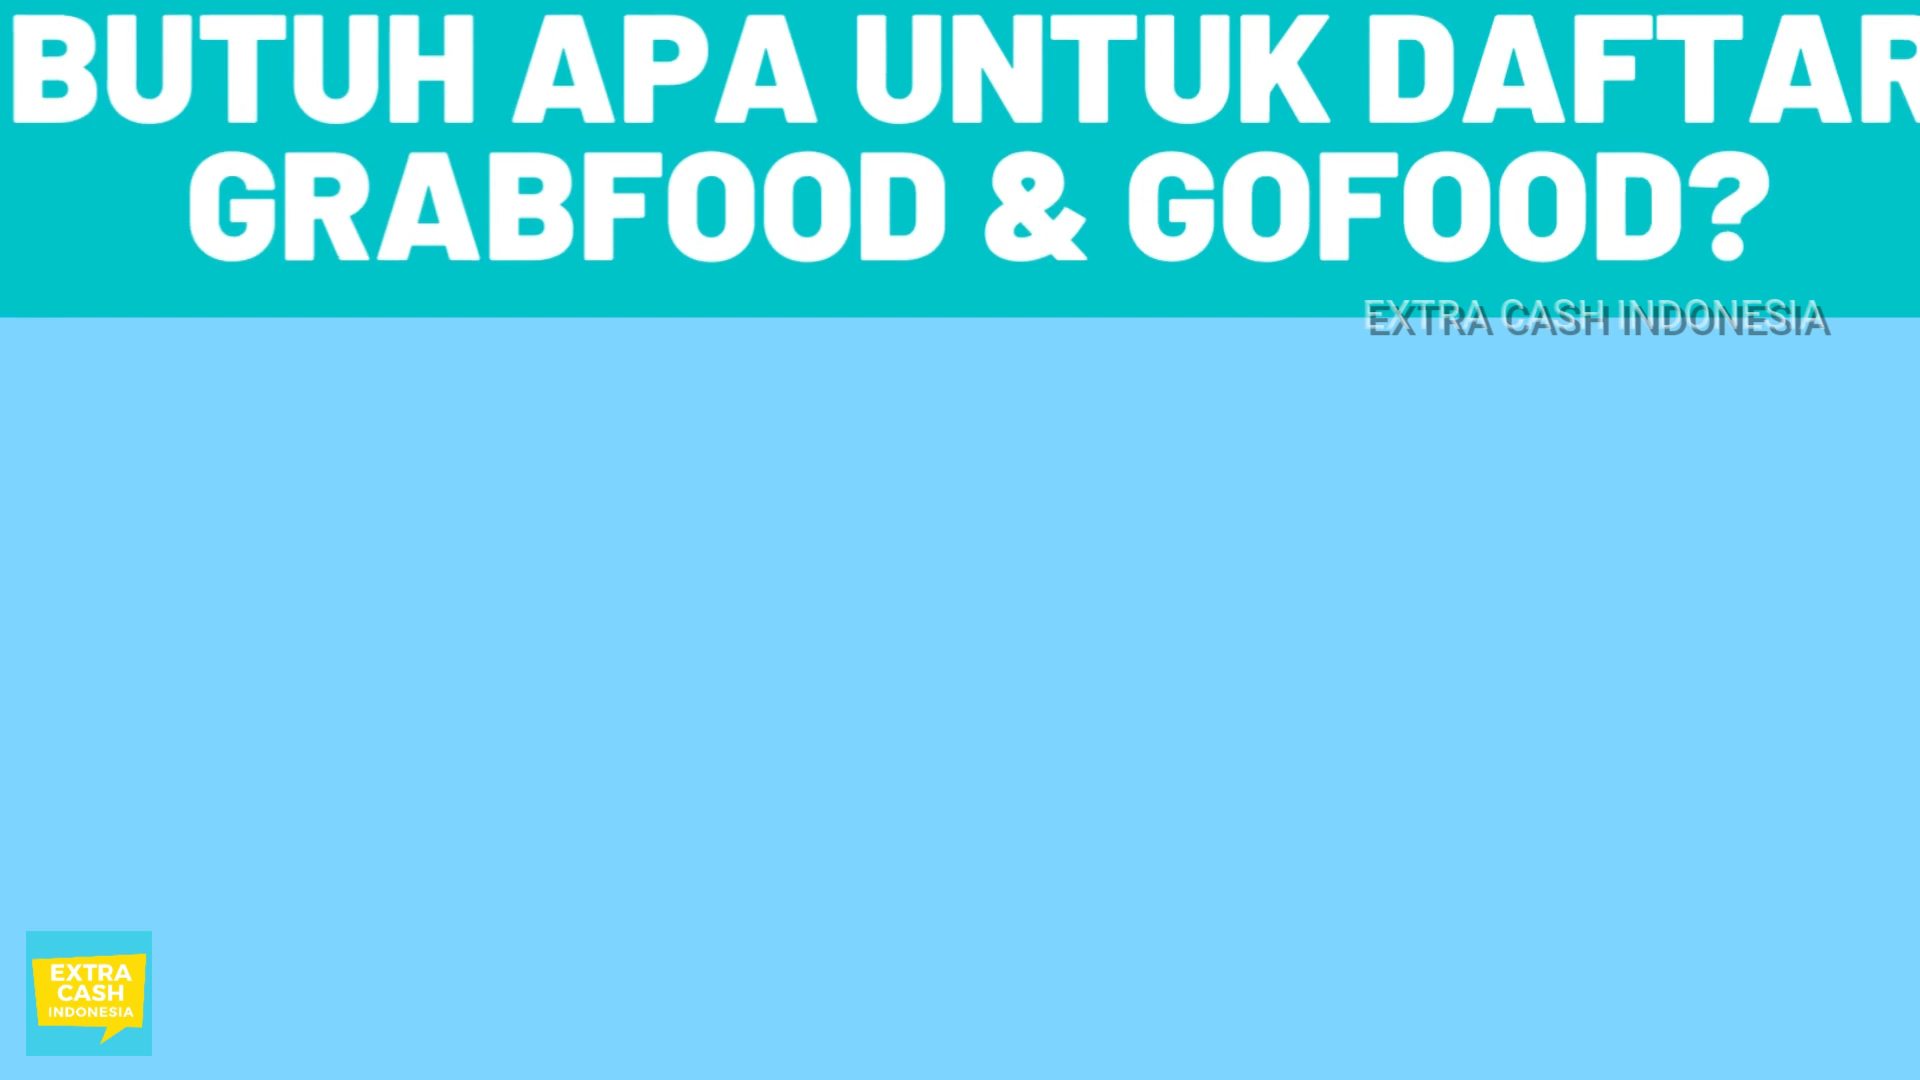 BUTUH APA UNTUK DAFTAR
GRABFOOD & GOFOOD?
EXTRA CASH INDONESIA
EXTRA
CASH
INDONESIA